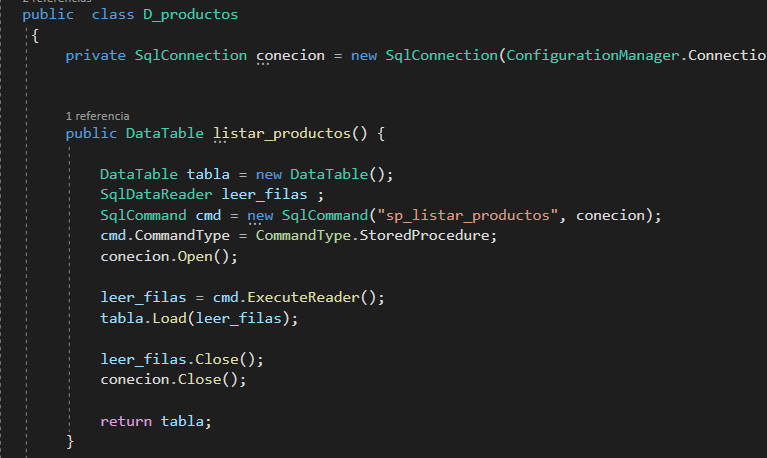 2 referencias
public  class D_productos
{
private SqlConnection conecion = new SqlConnection(ConfigurationManager.Connectio
1 referencia
public DataTable listar_productos() {
DataTable tabla = new DataTable();
SqlDataReader leer_filas ;
SqlCommand cmd = new SqlCommand("sp_listar_productos", conecion);
cmd.CommandType = CommandType.StoredProcedure;
conecion.Open();
leer_filas = cmd.ExecuteReader();
tabla.Load(leer_filas);
leer_filas.Close();
conecion.Close();
return tabla;
}